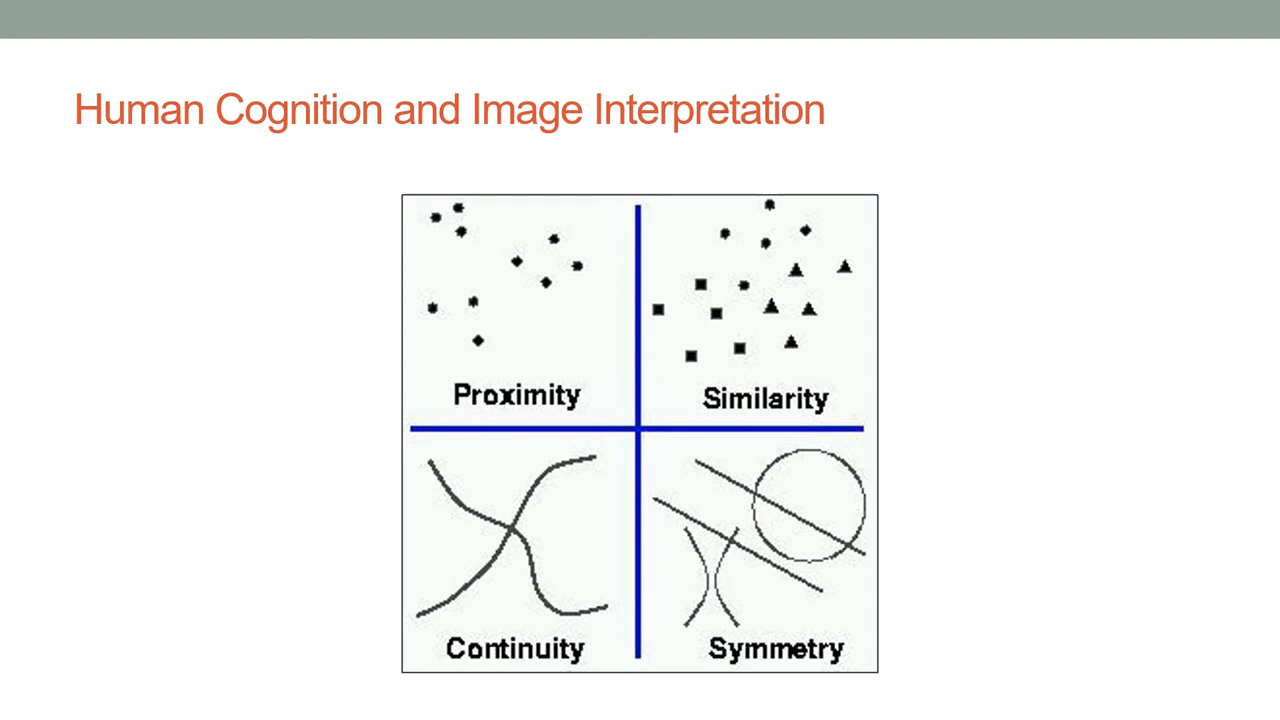 Human Cognition and Image Interpretation
Proximity
Similarity
Continuity
Symmetry